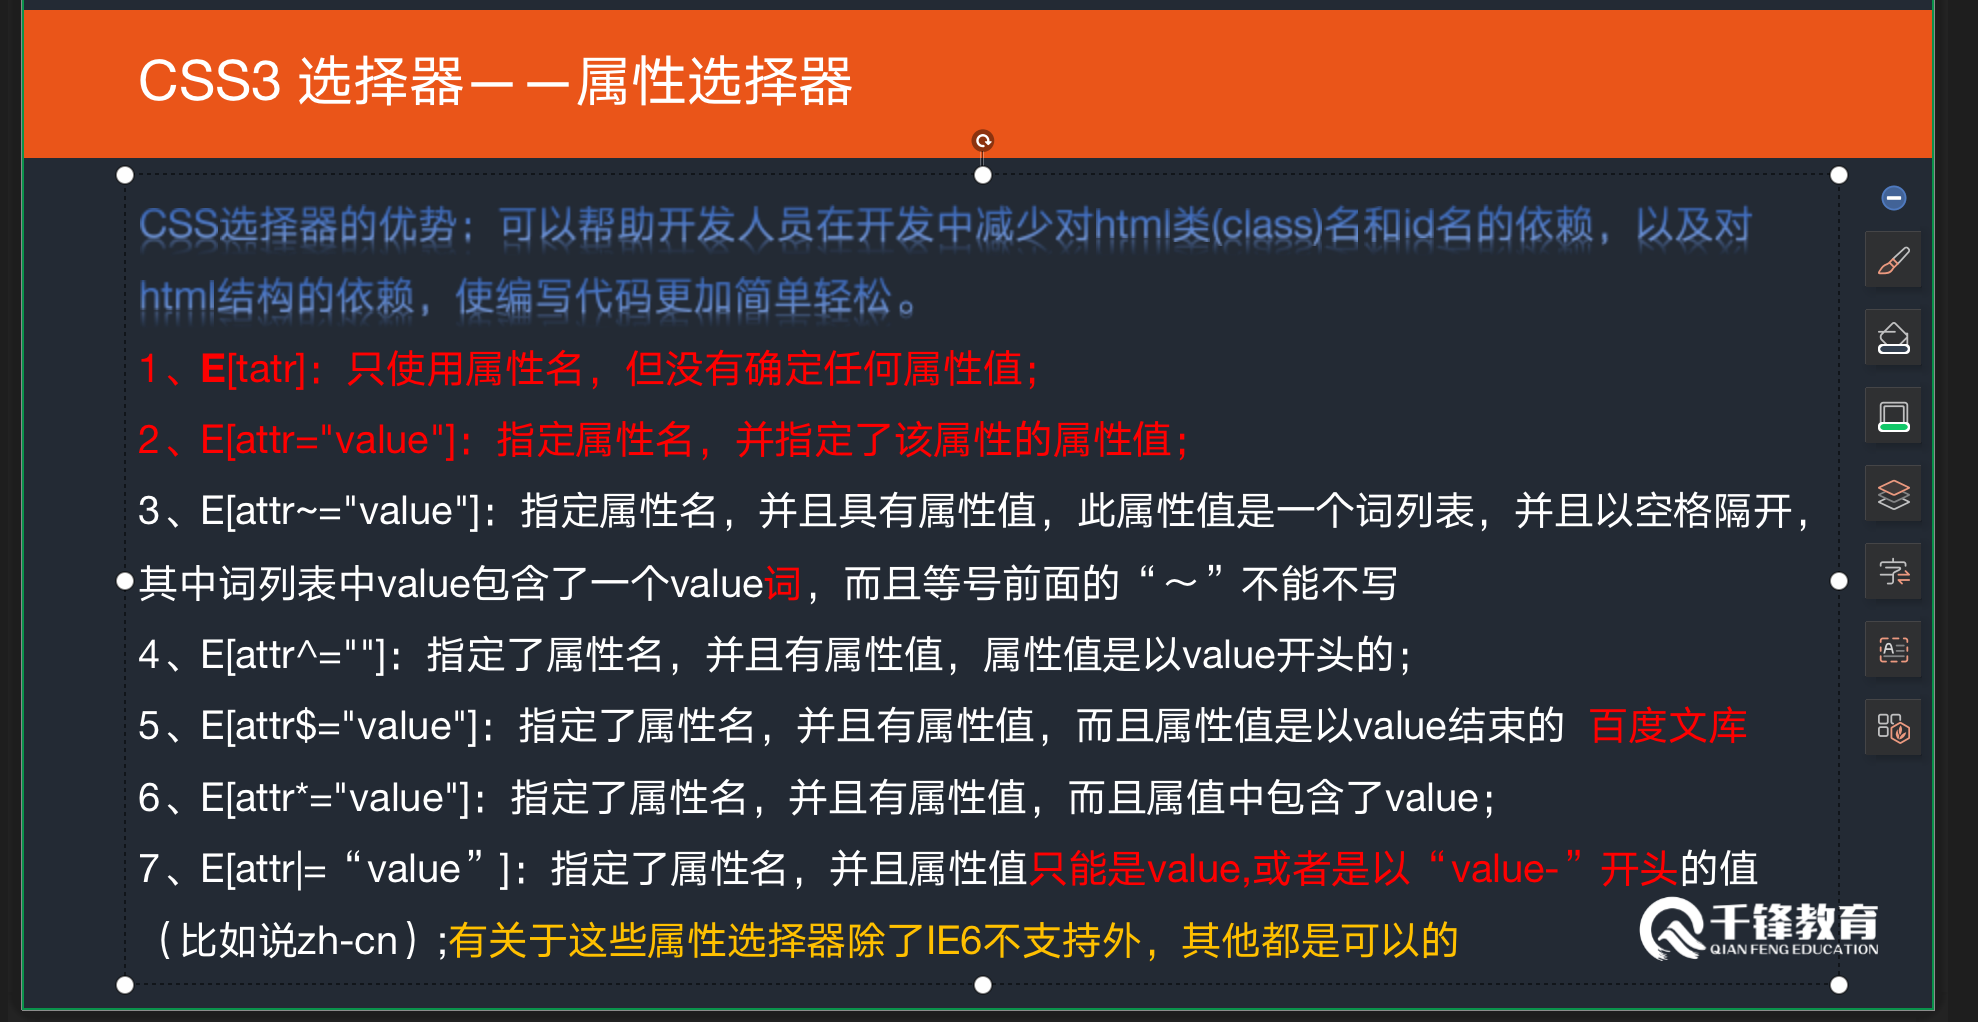 CSS3 选择器——属性选择器
CSS选择器的优势：可以帮助开发人员在开发中减少对html类(class)名和id名的依赖，以及对
html结构的依赖，使编写代码更加简单轻松。
1、E[tatr]：只使用属性名，但没有确定任何属性值；
2、E[attr="value"]：指定属性名，并指定了该属性的属性值；
3、E[attr~="value"]：指定属性名，并且具有属性值，此属性值是一个词列表，并且以空格隔开，
其中词列表中value包含了一个value词，而且等号前面的“～”不能不写
4、E[attr^=""]：指定了属性名，并且有属性值，属性值是以value开头的；
5、E[attr$="value"]：指定了属性名，并且有属性值，而且属性值是以value结束的 百度文库
6、E[attr*="value"]：指定了属性名，并且有属性值，而且属值中包含了value；
7、E[attr|=“value”]：指定了属性名，并且属性值只能是value,或者是以“value-”开头的值
（比如说zh-cn）;有关于这些属性选择器除了IE6不支持外，其他都是可以的
千锋教育
QIAN FENG EDUCATION
字
A